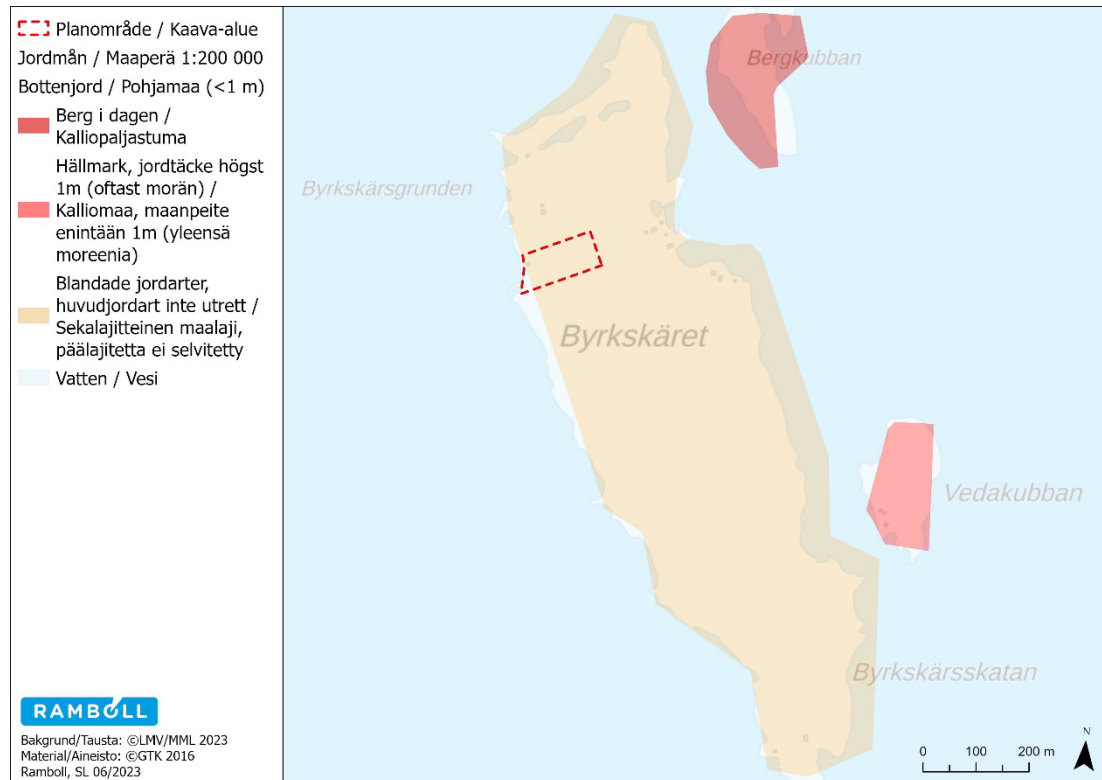 Planområde / Kaava-alue
Jordmån / Maaperä 1:200 000
Bottenjord / Pohjamaa (<1 m)
Berg i dagen /
Kalliopaljastuma
Hällmark, jordtäcke högst
1m (oftast morän) /
Kalliomaa, maanpeite
enintään 1m (yleensä
moreenia)
Blandade jordarter,
huvudjordart inte utrett /
Sekalajitteinen maalaji,
päälajitetta ei selvitetty
Vatten / Vesi
RAMBOLL
Bakgrund/Tausta: ©LMV/MML 2023
Material/Aineisto: ©GTK 2016
Ramboll, SL 06/2023
Bergkubban
Byrkskärsgrunden
Byrkskäret
Vedakubban
Byrkskärsskatan
N
0 100 200 m